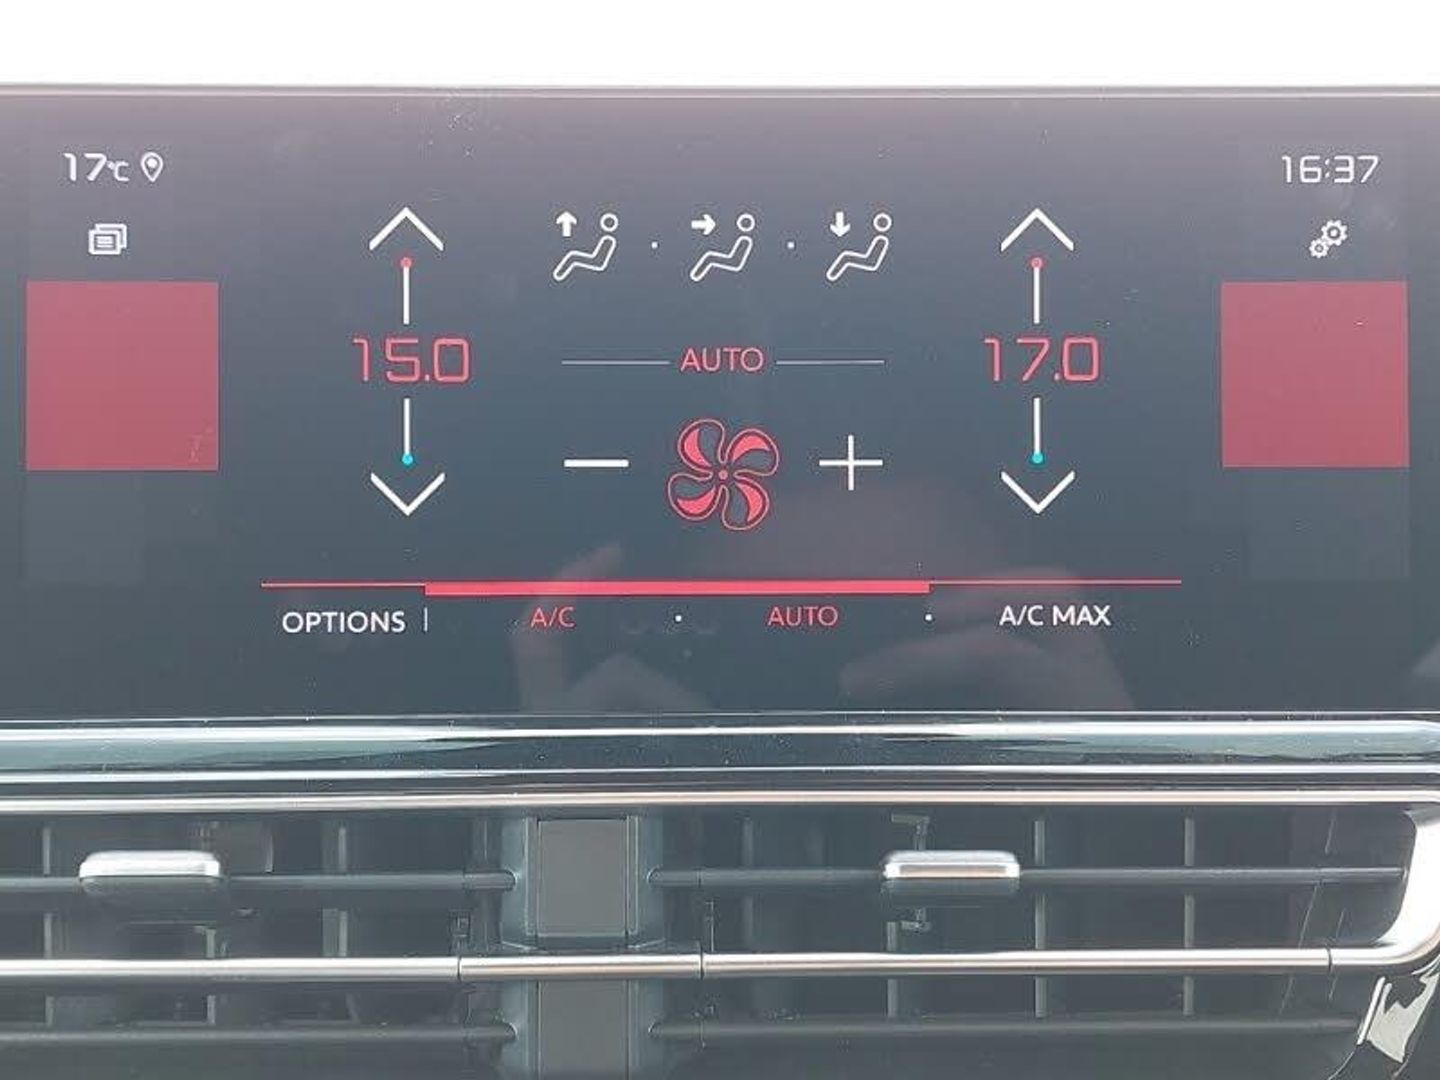 17°C
16:37
15.0
AUTO
17.0
OPTIONS | A/C · AUTO · A/C MAX